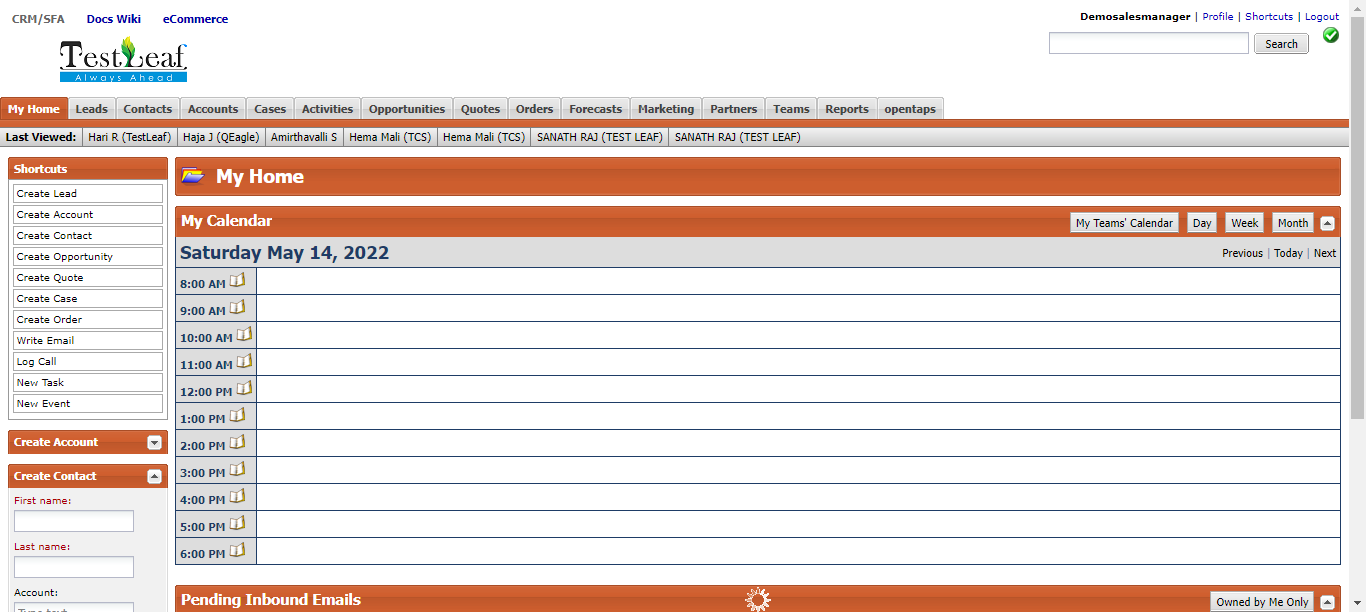 CRM/SFA Docs Wiki eCommerce
Demosalesmanager | Profile | Shortcuts | Logout
Search
TestLeaf
Always Ahead
My Home Leads Contacts Accounts Cases Activities Opportunities Quotes Orders Forecasts Marketing Partners Teams Reports opentaps
Last Viewed: Hari R (TestLeaf) Haja J (QEagle) Amirthavalli S Hema Mali (TCS) Hema Mali (TCS) SANATH RAJ (TEST LEAF) SANATH RAJ (TEST LEAF)
Shortcuts
Create Lead
Create Account
Create Contact
Create Opportunity
Create Quote
Create Case
Create Order
Write Email
Log Call
New Task
New Event
Create Account
Create Contact
First name:
Last name:
Account:
Type text
My Home
My Calendar
My Teams' Calendar Day Week Month
Saturday May 14, 2022
Previous | Today | Next
8:00 AM
9:00 AM
10:00 AM
11:00 AM
12:00 PM
1:00 PM
2:00 PM
3:00 PM
4:00 PM
5:00 PM
6:00 PM
Pending Inbound Emails
Owned by Me Only